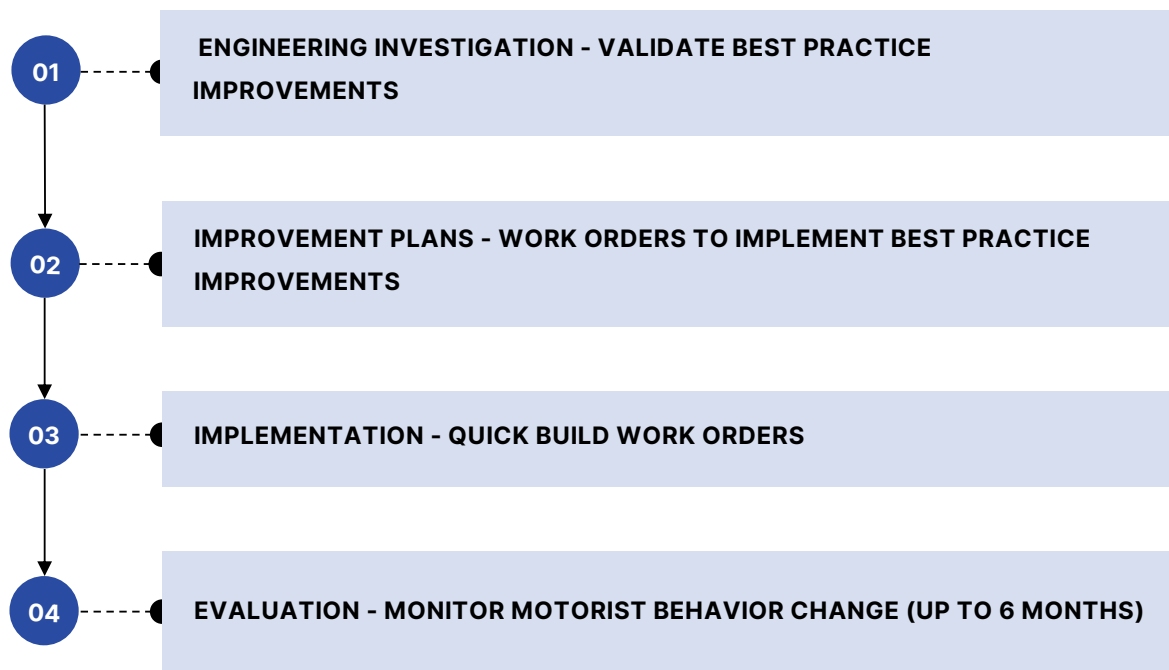 01
ENGINEERING INVESTIGATION - VALIDATE BEST PRACTICE
IMPROVEMENTS
02
IMPROVEMENT PLANS - WORK ORDERS TO IMPLEMENT BEST PRACTICE
IMPROVEMENTS
03
IMPLEMENTATION - QUICK BUILD WORK ORDERS
04
EVALUATION - MONITOR MOTORIST BEHAVIOR CHANGE (UP TO 6 MONTHS)